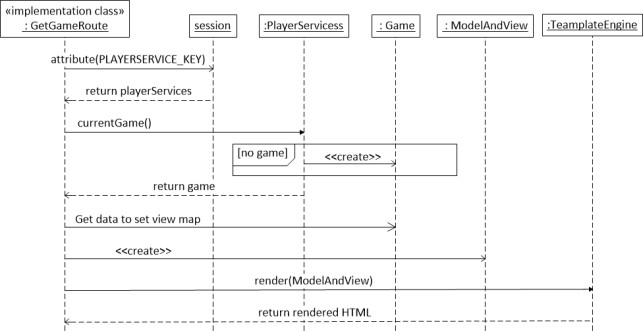 «implementation class»
: GetGameRoute
session
:PlayerServicess
: Game
: ModelAndView
:TeamplateEngine
attribute(PLAYERSERVICE_KEY)
return playerServices
currentGame()
[no game]
<<create>>
return game
Get data to set view map
<<create>>
render(ModelAndView)
return rendered HTML